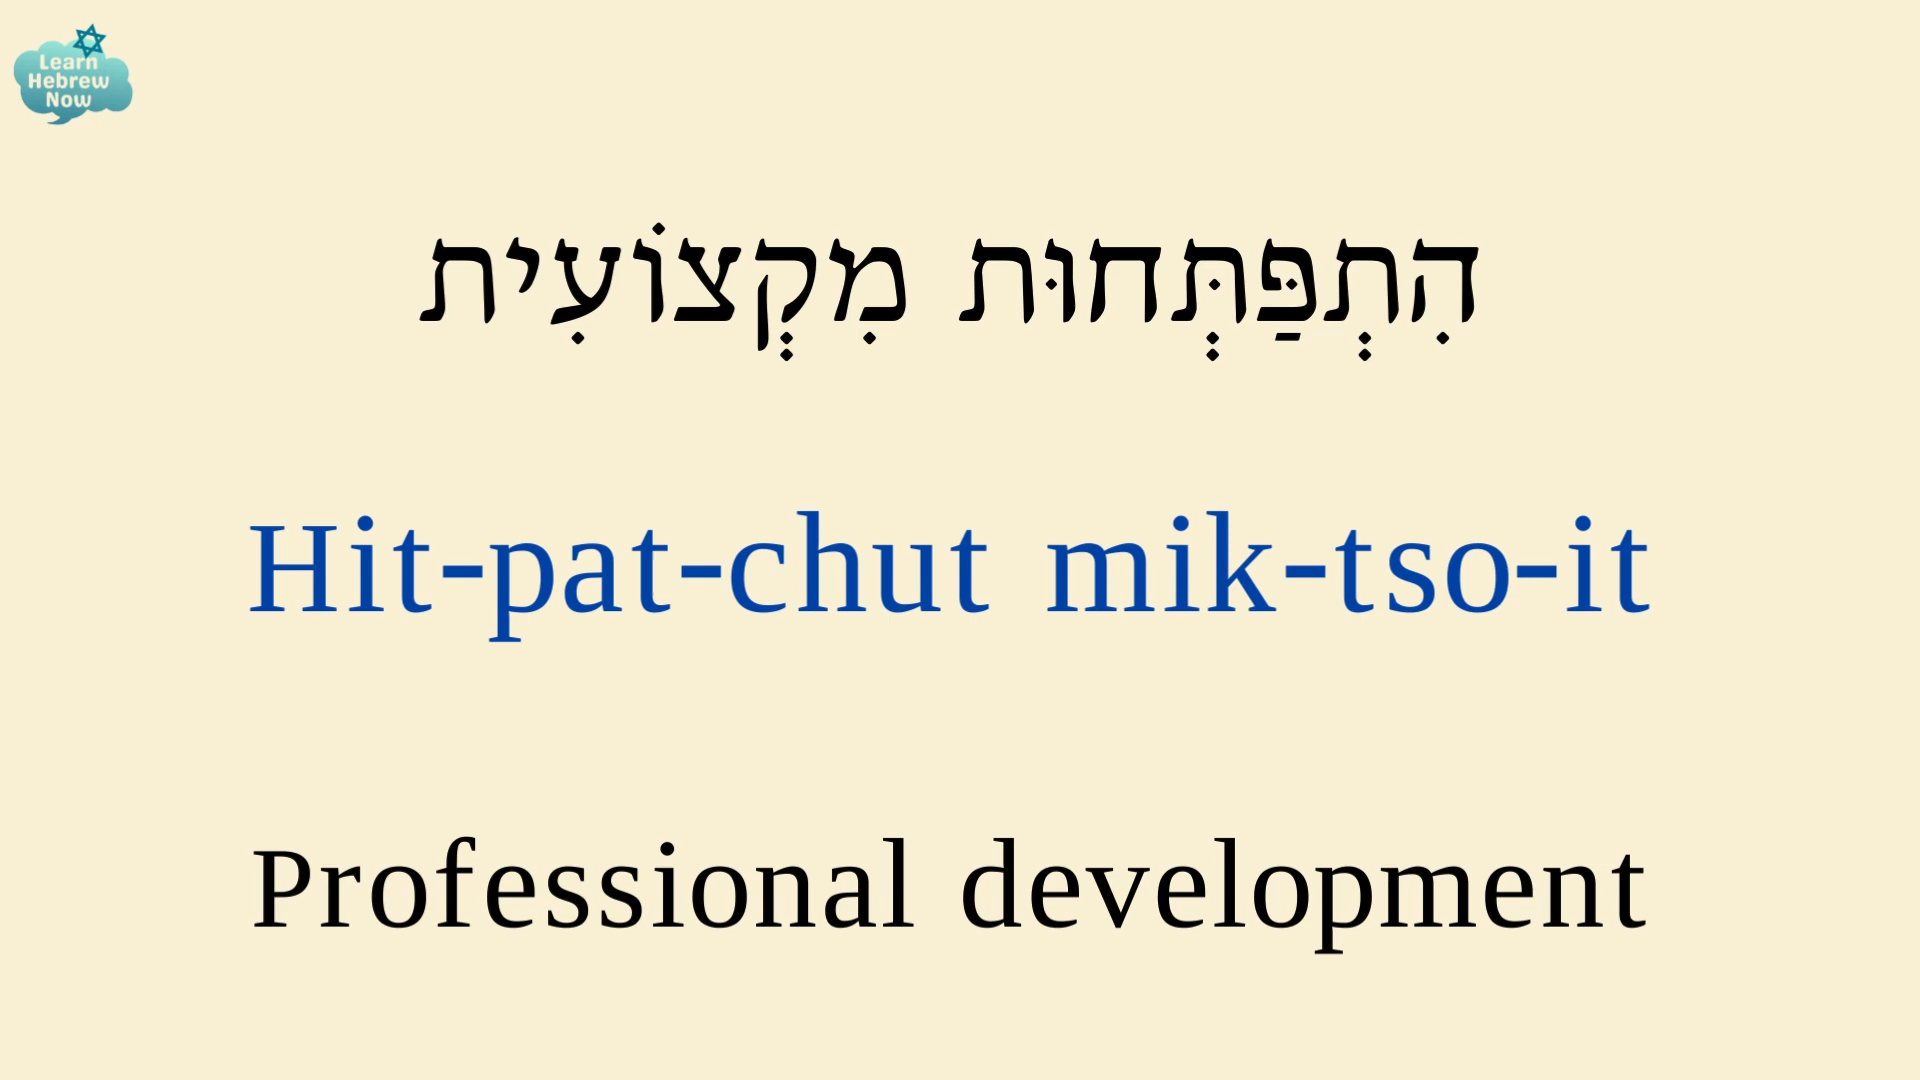 Learn
Hebrew
Now
הִתְפַּתְּחוּת מִקְצוֹעִית
Hit-pat-chut mik-tso-it
Professional development